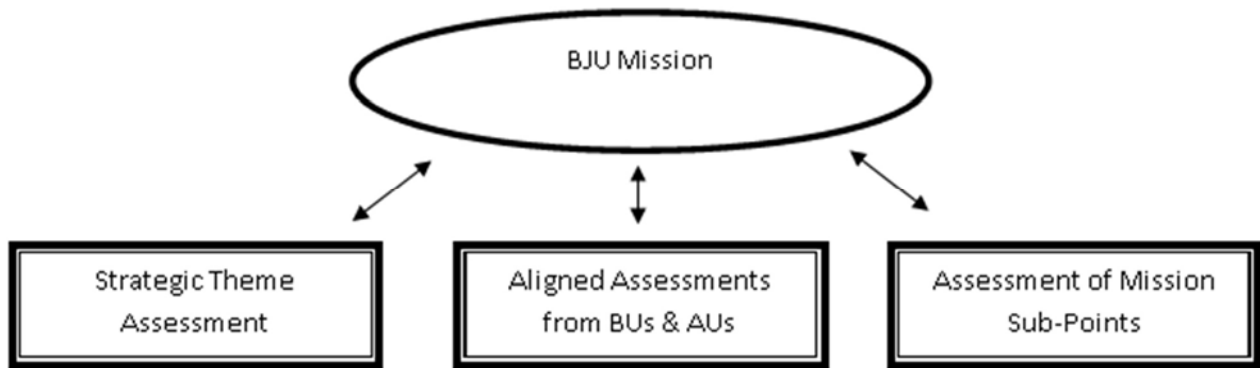 BJU Mission
Strategic Theme
Assessment
Aligned Assessments
from BUs & AUs
Assessment of Mission
Sub-Points